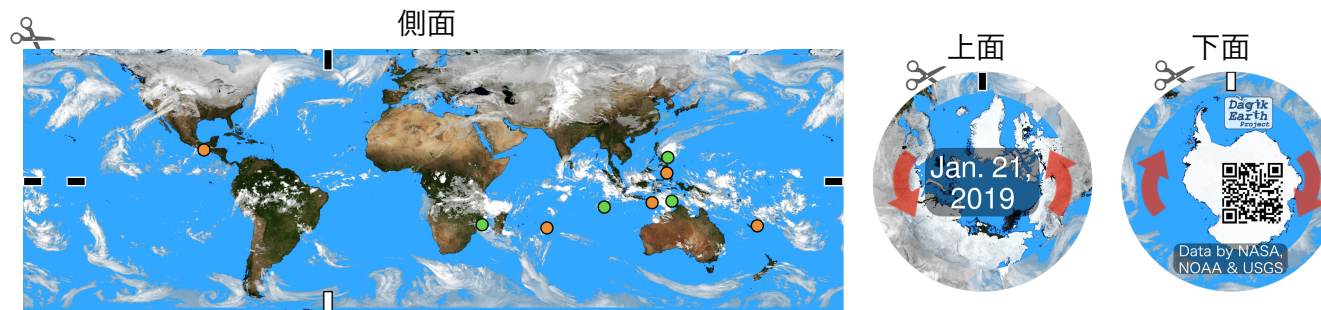 側面
上面
下面
Jan. 21,
2019
Dagik
Earth
Project
Data by NASA,
NOAA & USGS